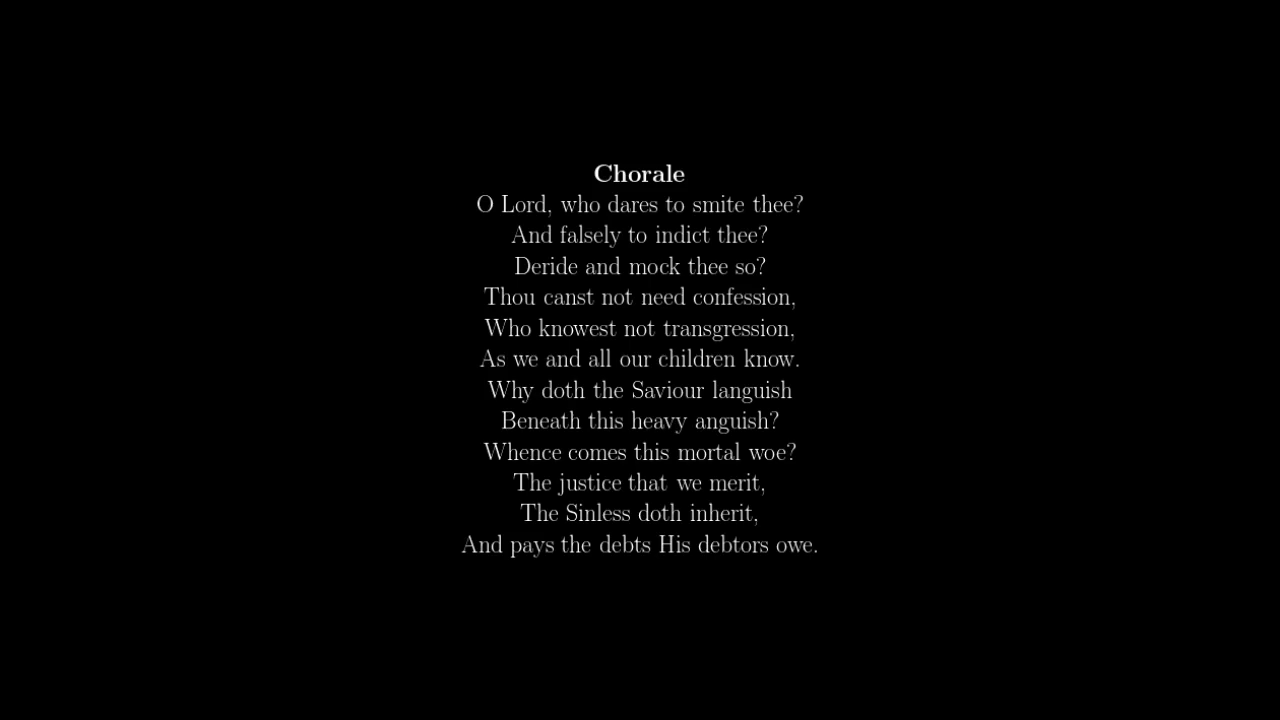 Chorale
O Lord, who dares to smite thee?
And falsely to indict thee?
Deride and mock thee so?
Thou canst not need confession,
Who knowest not transgression,
As we and all our children know.
Why doth the Saviour languish
Beneath this heavy anguish?
Whence comes this mortal woe?
The justice that we merit,
The Sinless doth inherit,
And pays the debts His debtors owe.